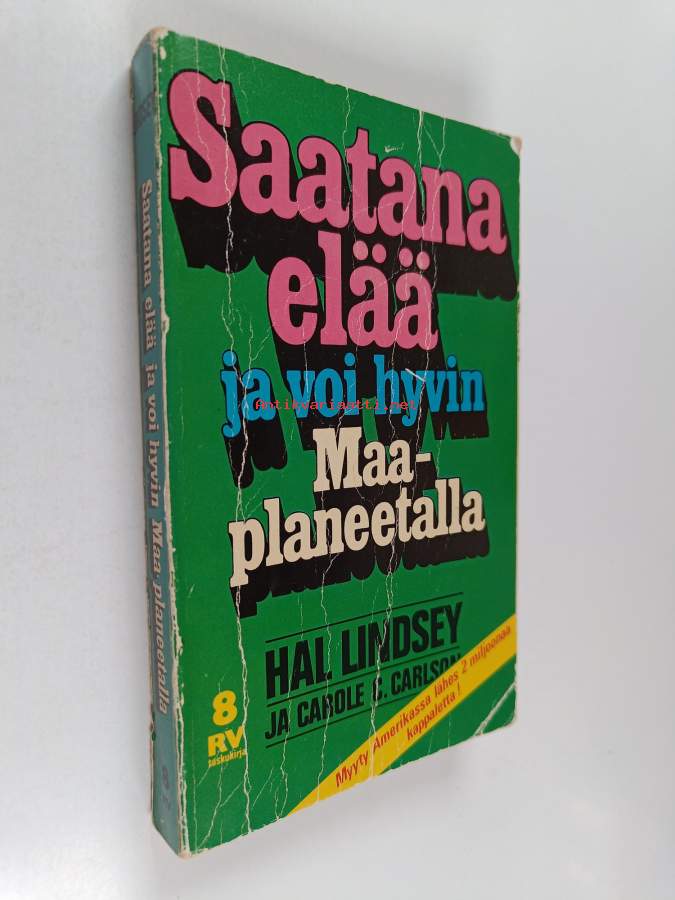 Saatana
elää
ja voi hyvin
Antikvariaatti.net
Maa-
planeetalla
HAL LINDSEY
JA CAROLE C. CARLSON
Myyty Amerikassa lähes 2 miljoonaa
kappaletta!
8
RV
taskukirja
Saatana elää ja voi hyvin Maa-planeetalla
8